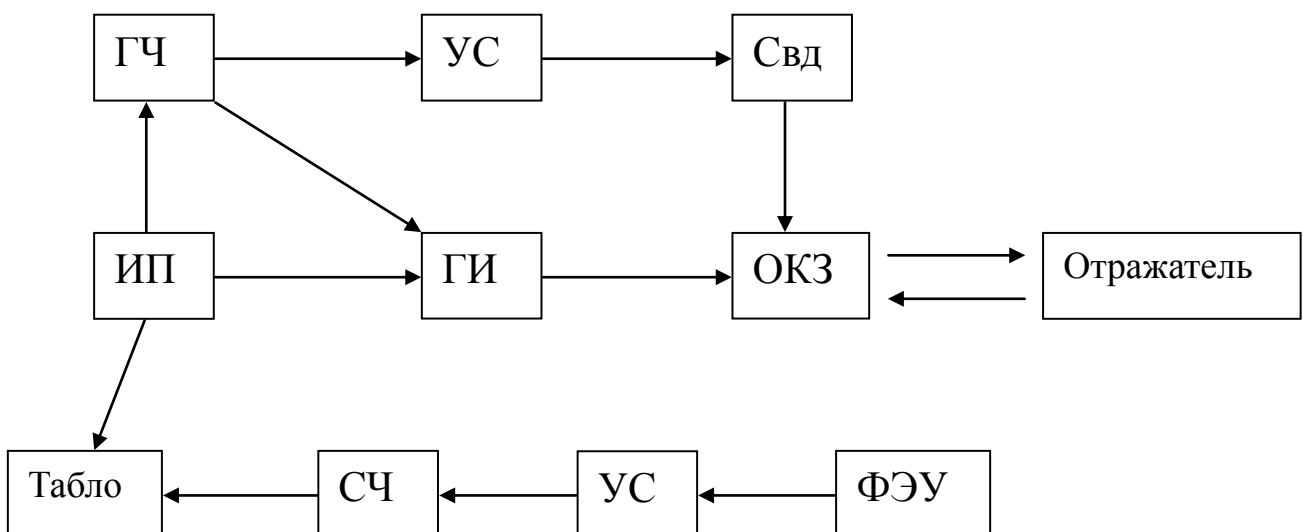 ГЧ
УС
Свд
ИП
ГИ
ОКЗ
Отражатель
Табло
СЧ
УС
ФЭУ